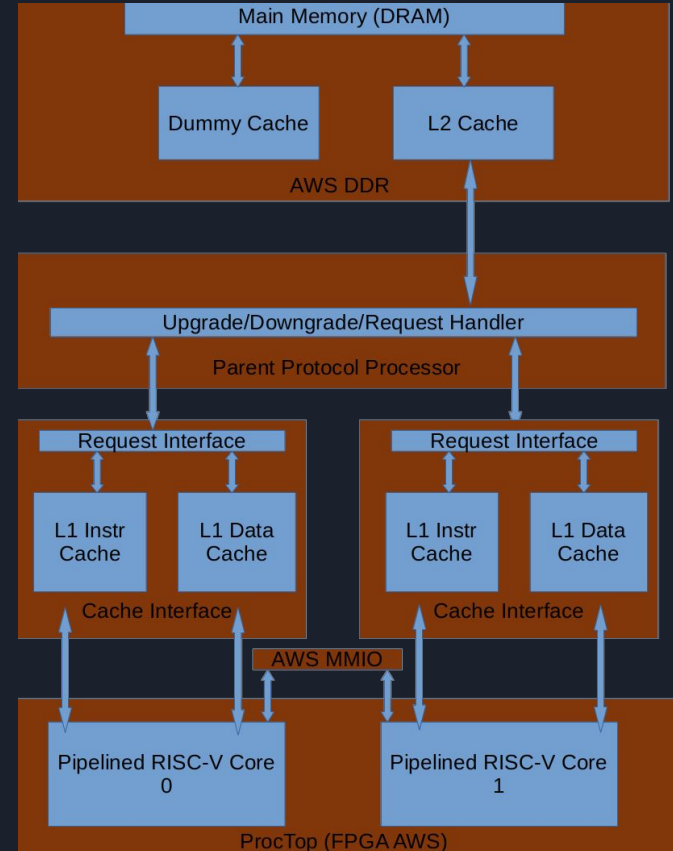 Main Memory (DRAM)
Dummy Cache
L2 Cache
AWS DDR
Upgrade/Downgrade/Request Handler
Parent Protocol Processor
Request Interface
L1 Instr
Cache
L1 Data
Cache
Cache Interface
Request Interface
L1 Instr
Cache
L1 Data
Cache
Cache Interface
AWS MMIO
Pipelined RISC-V Core
0
Pipelined RISC-V Core
1
ProcTop (FPGA AWS)